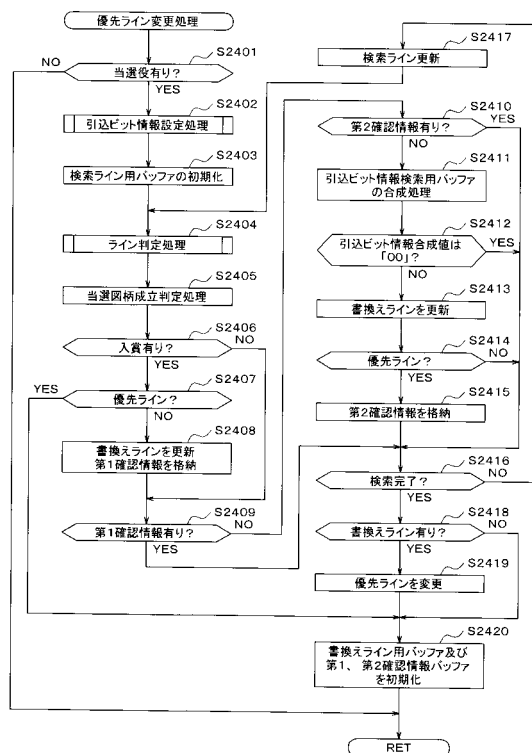 優先ライン変更処理
S2401
当選役有り?
NO
YES
S2402
引込ビット情報設定処理
S2403
検索ライン用バッファの初期化
S2404
ライン判定処理
S2405
当選図柄成立判定処理
S2406
入賞有り?
NO
YES
S2407
優先ライン?
YES
NO
S2408
書換えラインを更新
第1確認情報を格納
S2409
第1確認情報有り?
NO
YES
S2417
検索ライン更新
S2410
第2確認情報有り?
YES
NO
S2411
引込ビット情報検索用バッファ
の合成処理
S2412
引込ビット情報合成値は
「00」?
YES
NO
S2413
書換えラインを更新
S2414
優先ライン?
NO
YES
S2415
第2確認情報を格納
S2416
検索完了?
NO
YES
S2418
書換えライン有り?
NO
YES
S2419
優先ラインを変更
S2420
書換えライン用バッファ及び
第1、第2確認情報バッファ
を初期化
RET